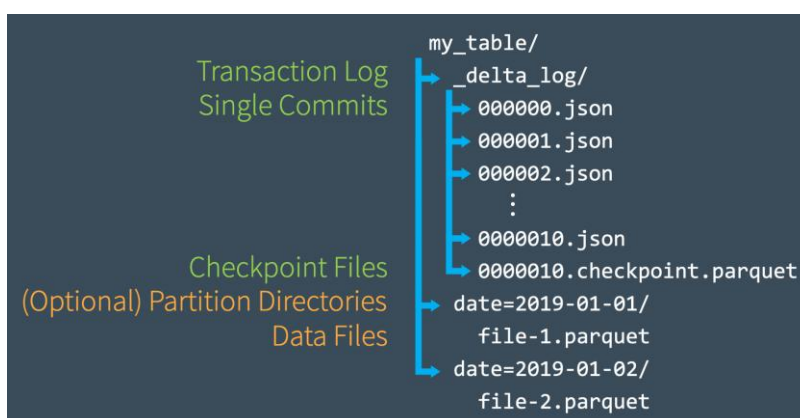 my_table/
Transaction Log
_delta_log/
Single Commits
000000.json
000001.json
000002.json
⋮
0000010.json
Checkpoint Files
0000010.checkpoint.parquet
(Optional) Partition Directories
date=2019-01-01/
Data Files
file-1.parquet
date=2019-01-02/
file-2.parquet